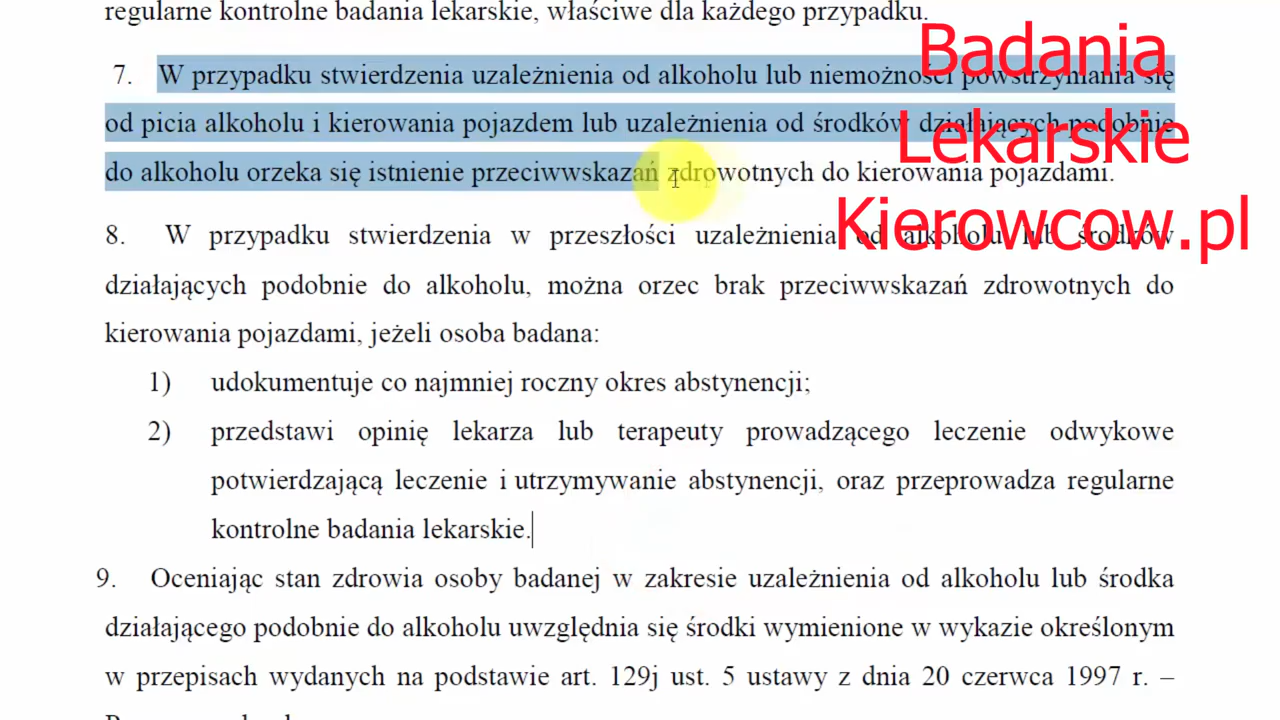 regularne kontrolne badania lekarskie, właściwe dla każdego przypadku.
Badania
Lekarskie
Kierowcow.pl
7. W przypadku stwierdzenia uzależnienia od alkoholu lub niemożności powstrzymania się
od picia alkoholu i kierowania pojazdem lub uzależnienia od środków działających podobnie
do alkoholu orzeka się istnienie przeciwwskazań zdrowotnych do kierowania pojazdami.
8. W przypadku stwierdzenia w przeszłości uzależnienia od alkoholu lub środków
działających podobnie do alkoholu, można orzec brak przeciwwskazań zdrowotnych do
kierowania pojazdami, jeżeli osoba badana:
1) udokumentuje co najmniej roczny okres abstynencji;
2) przedstawi opinię lekarza lub terapeuty prowadzącego leczenie odwykowe
potwierdzającą leczenie i utrzymywanie abstynencji, oraz przeprowadza regularne
kontrolne badania lekarskie.
9. Oceniając stan zdrowia osoby badanej w zakresie uzależnienia od alkoholu lub środka
działającego podobnie do alkoholu uwzględnia się środki wymienione w wykazie określonym
w przepisach wydanych na podstawie art. 129j ust. 5 ustawy z dnia 20 czerwca 1997 r. –